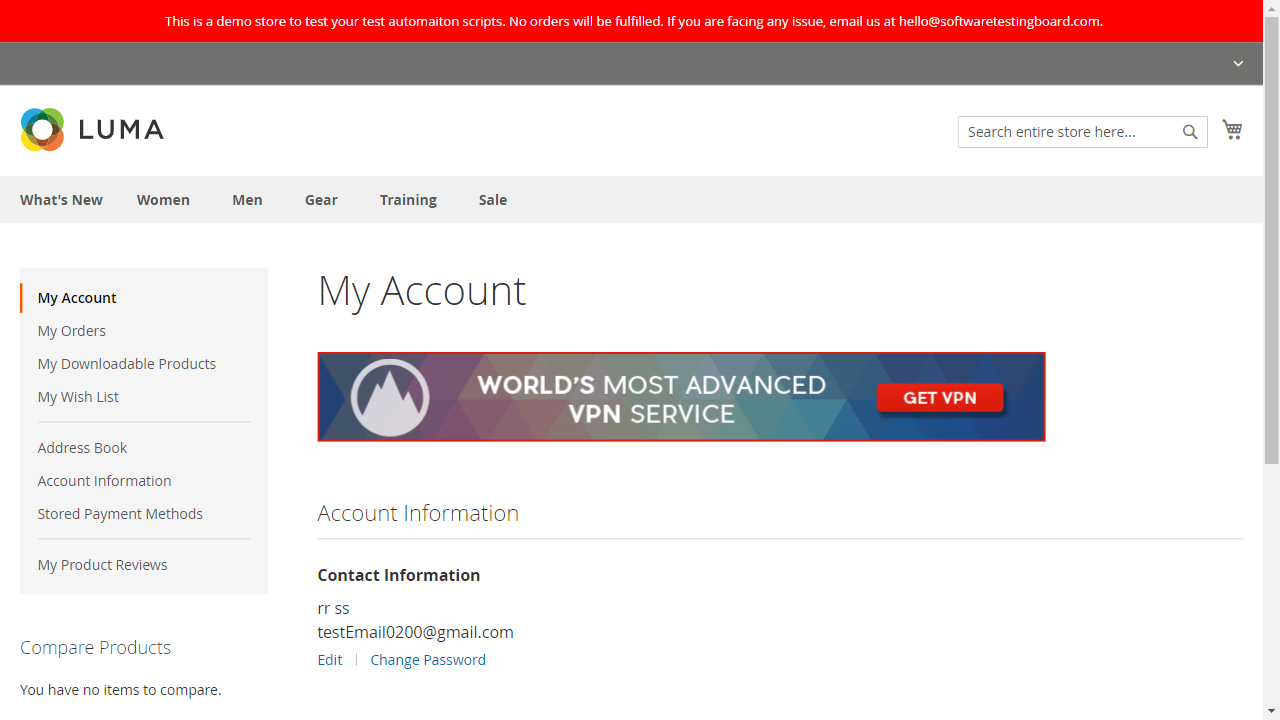 This is a demo store to test your test automaiton scripts. No orders will be fulfilled. If you are facing any issue, email us at hello@softwaretestingboard.com.
LUMA
Search entire store here...
What's New Women Men Gear Training Sale
My Account
My Orders
My Downloadable Products
My Wish List
Address Book
Account Information
Stored Payment Methods
My Product Reviews
Compare Products
You have no items to compare.
My Account
WORLD'S MOST ADVANCED
VPN SERVICE
GET VPN
Account Information
Contact Information
rr ss
testEmail0200@gmail.com
Edit Change Password